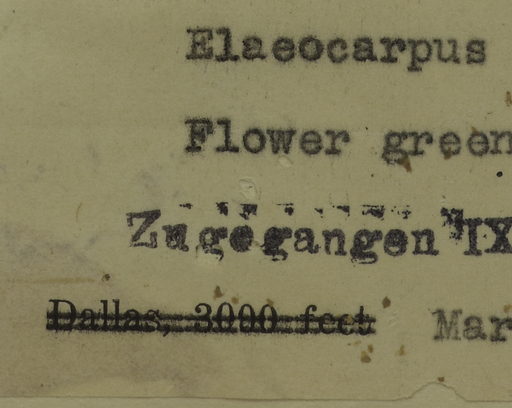 Elaeocarpus
Flower green
Zugegangen IX
Dallas, 3000 feet Mar